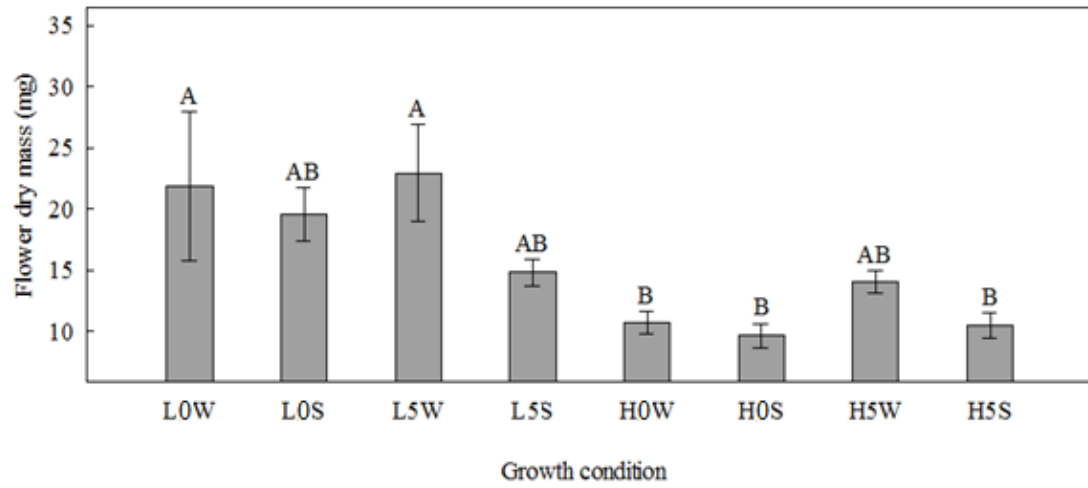 35
30
25
20
15
10
Flower dry mass (mg)
A
AB
A
AB
B
B
AB
B
L0W L0S L5W L5S H0W H0S H5W H5S
Growth condition